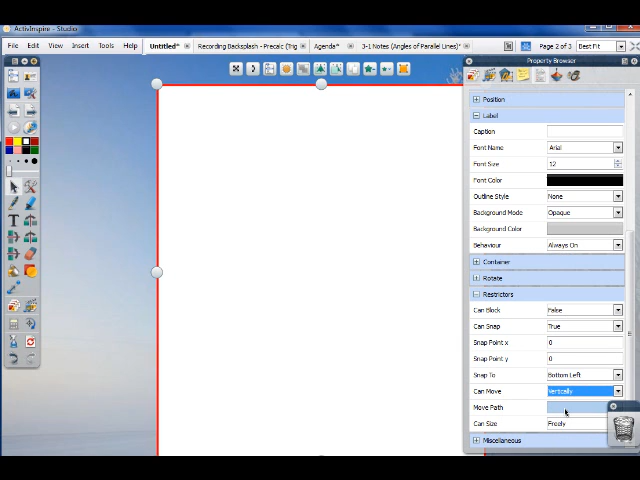 ActivInspire - Studio
File Edit View Insert Tools Help
Untitled*
Recording Backsplash - Precalc (Trig
Agenda*
3-1 Notes (Angles of Parallel Lines)*
Page 2 of 3
Best Fit
Property Browser
Position
Label
Caption
Font Name Arial
Font Size 12
Font Color
Outline Style None
Background Mode Opaque
Background Color
Behaviour Always On
Container
Rotate
Restrictors
Can Block False
Can Snap True
Snap Point x 0
Snap Point y 0
Snap To Bottom Left
Can Move Vertically
Move Path
Can Size Freely
Miscellaneous
T